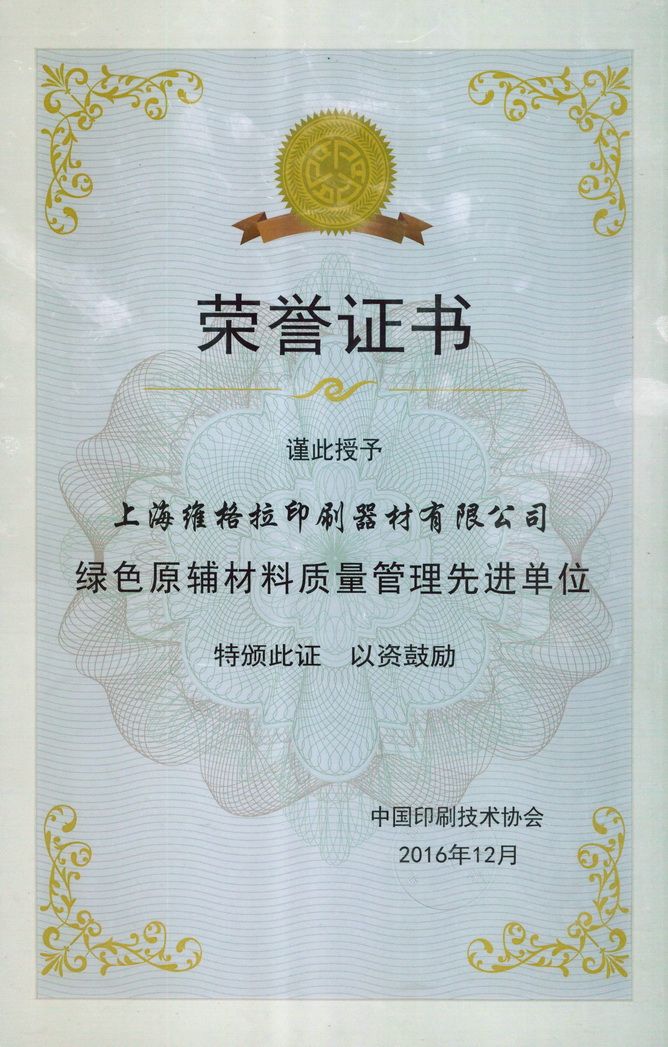 荣誉证书
谨此授予
上海维格拉印刷器材有限公司
绿色原辅材料质量管理先进单位
特颁此证　以资鼓励
中国印刷技术协会
2016年12月